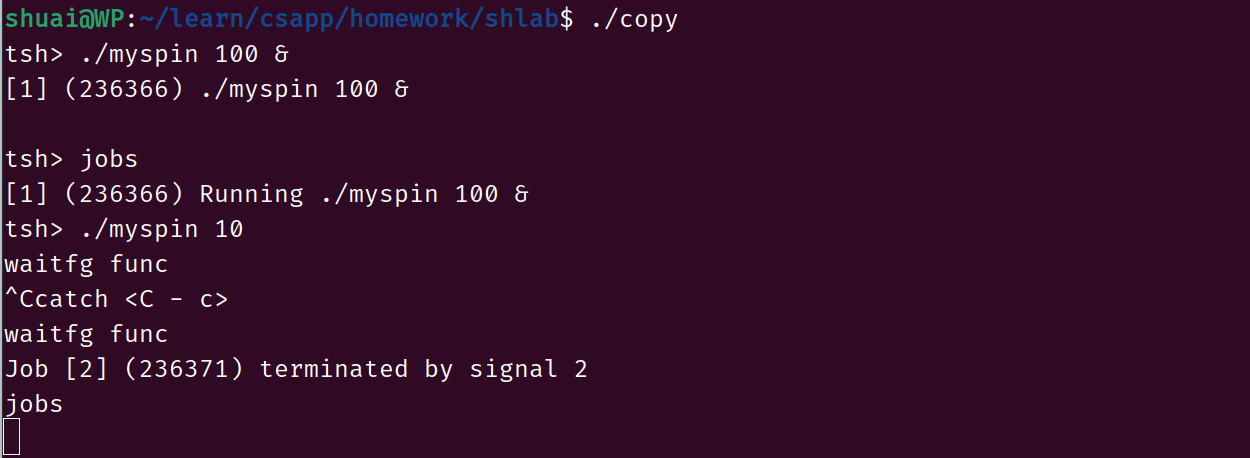 shuai@WP:~/learn/csapp/homework/shlab$ ./copy
tsh> ./myspin 100 &
[1] (236366) ./myspin 100 &
tsh> jobs
[1] (236366) Running ./myspin 100 &
tsh> ./myspin 10
waitfg func
^Ccatch <C - c>
waitfg func
Job [2] (236371) terminated by signal 2
jobs